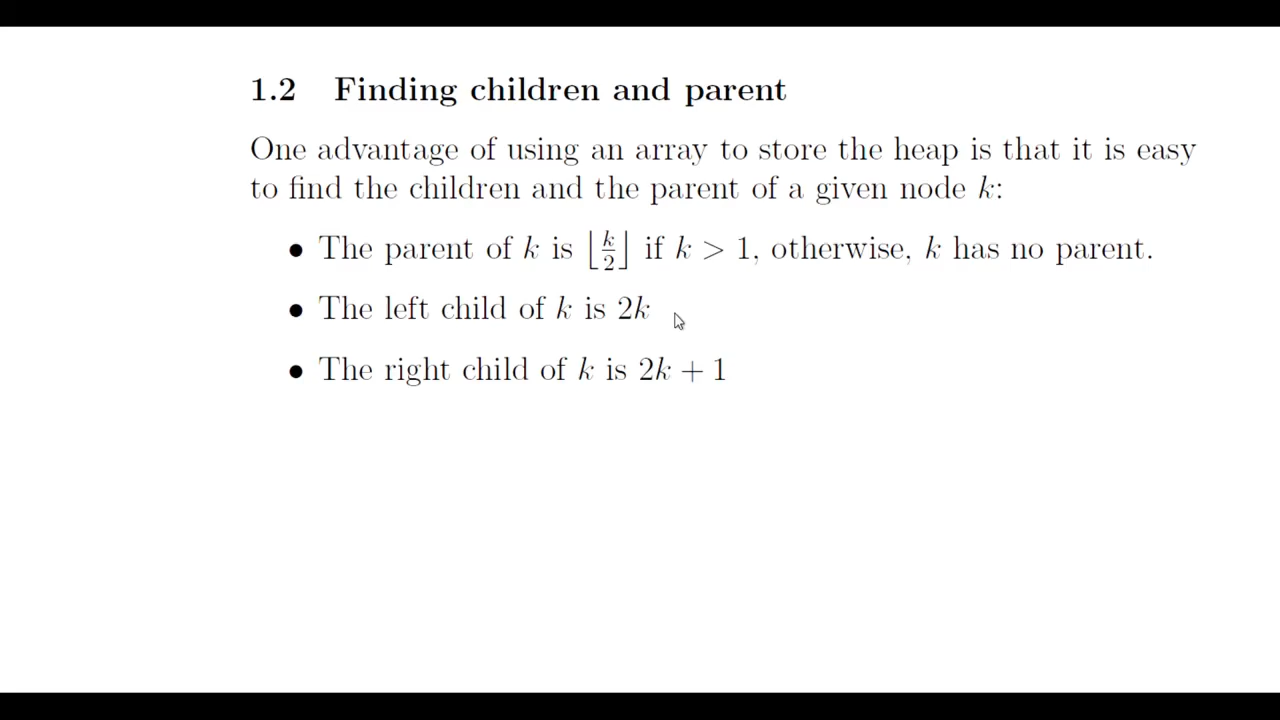 1.2 Finding children and parent
One advantage of using an array to store the heap is that it is easy
to find the children and the parent of a given node k:
• The parent of k is ⌊k/2⌋ if k > 1, otherwise, k has no parent.
• The left child of k is 2k
• The right child of k is 2k + 1